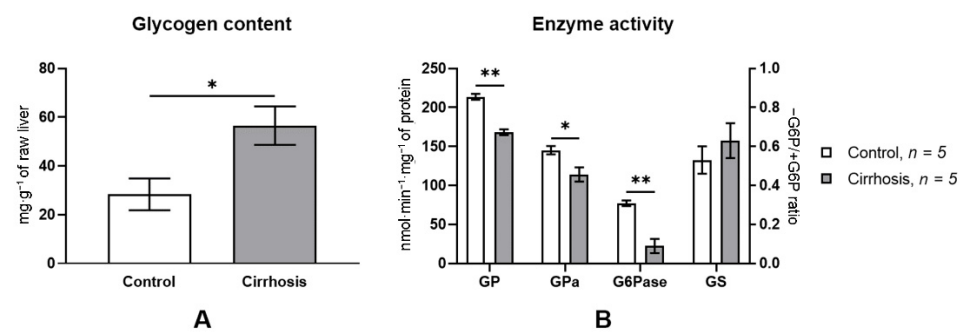 Glycogen content
mg·g⁻¹ of raw liver
80
60
40
20
0
*
Control
Cirrhosis
A
Enzyme activity
nmol·min⁻¹·mg⁻¹ of protein
250
200
150
100
50
0
**
*
**
GP
GPa
G6Pase
GS
1.0
0.8
0.6
0.4
0.2
0.0
−G6P/+G6P ratio
B
Control, n = 5
Cirrhosis, n = 5